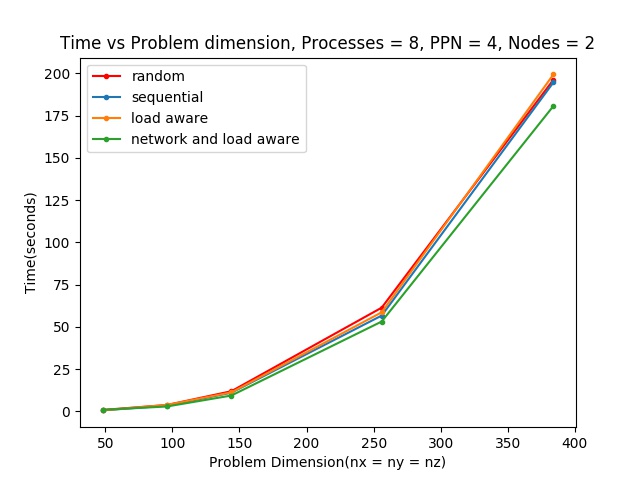 Time vs Problem dimension, Processes = 8, PPN = 4, Nodes = 2
random
sequential
load aware
network and load aware
Time(seconds)
200
175
150
125
100
75
50
25
0
50 100 150 200 250 300 350 400
Problem Dimension(nx = ny = nz)